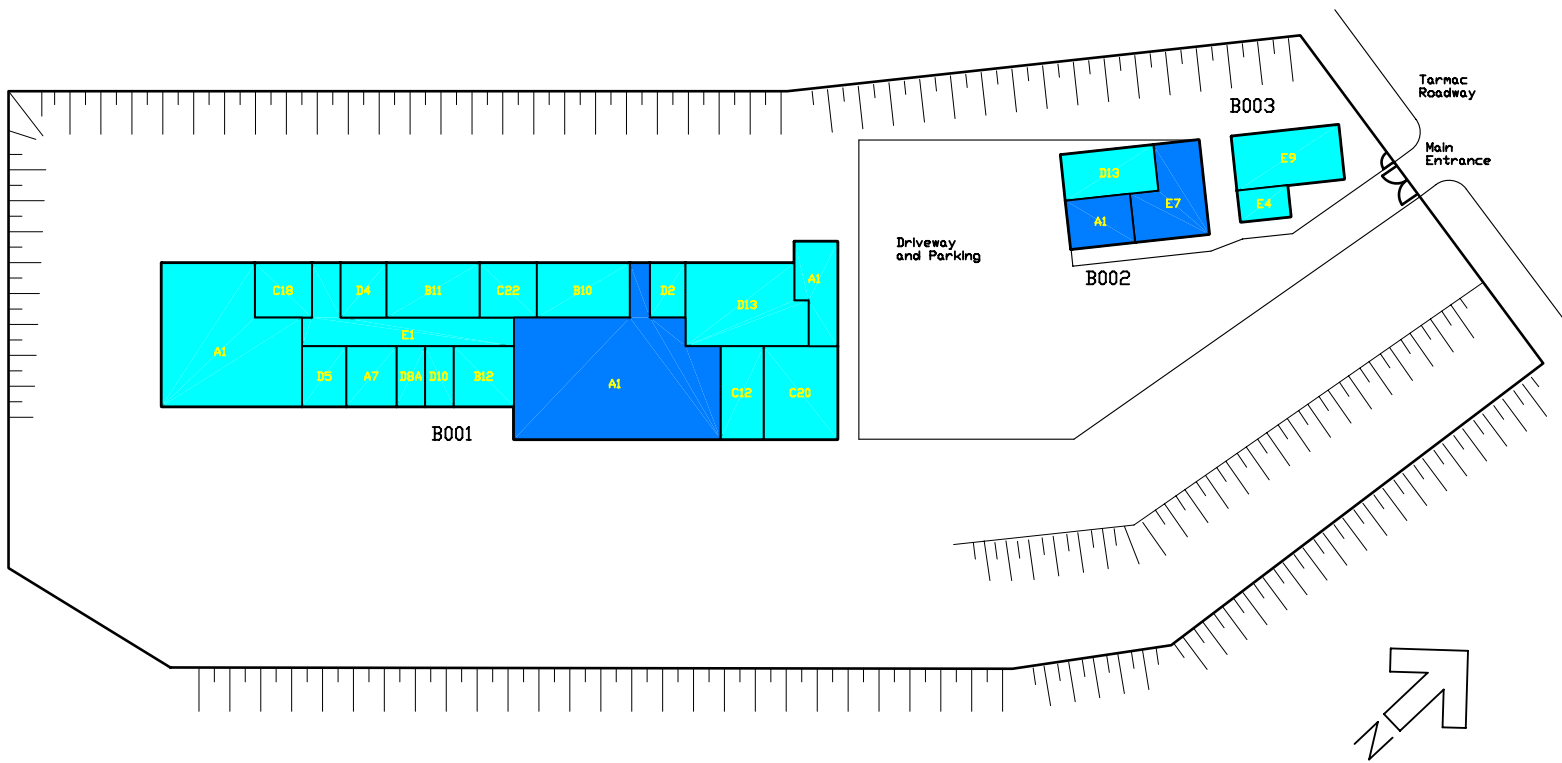 Tarmac
Roadway
B003
Main
Entrance
E9
D13
E4
E7
A1
Driveway
and Parking
B002
A1
C18
D4
B11
C22
B10
D2
D13
E1
A1
D5
A7
D8A
D10
B12
A1
C12
C20
B001
N